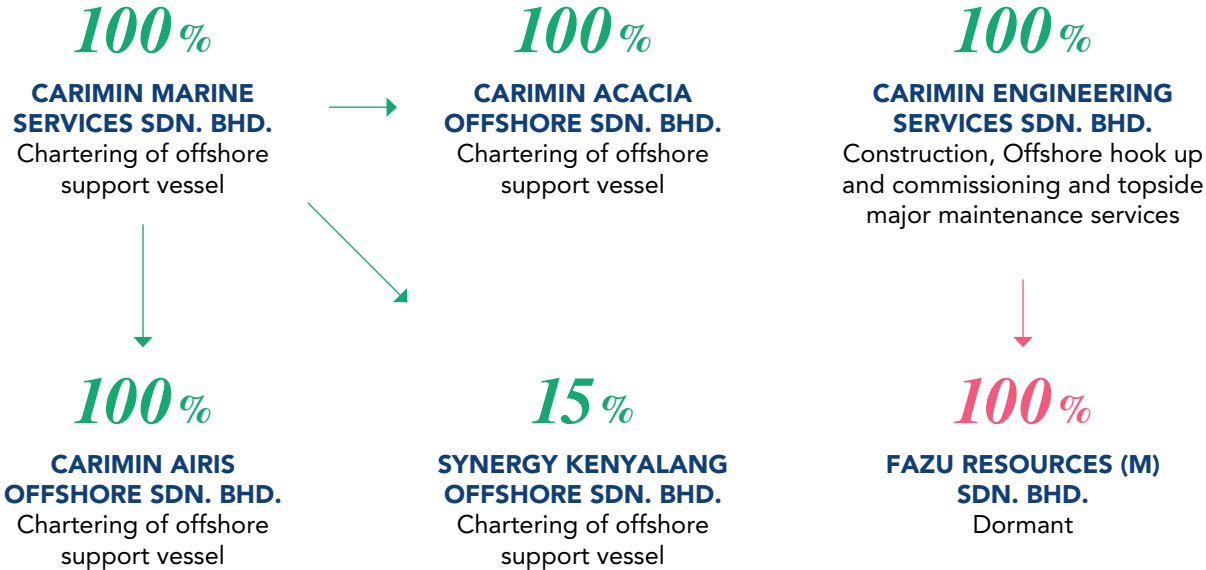 100 %
CARIMIN MARINE
SERVICES SDN. BHD.
Chartering of offshore
support vessel
100 %
CARIMIN ACACIA
OFFSHORE SDN. BHD.
Chartering of offshore
support vessel
100 %
CARIMIN ENGINEERING
SERVICES SDN. BHD.
Construction, Offshore hook up
and commissioning and topside
major maintenance services
100 %
CARIMIN AIRIS
OFFSHORE SDN. BHD.
Chartering of offshore
support vessel
15 %
SYNERGY KENYALANG
OFFSHORE SDN. BHD.
Chartering of offshore
support vessel
100 %
FAZU RESOURCES (M)
SDN. BHD.
Dormant